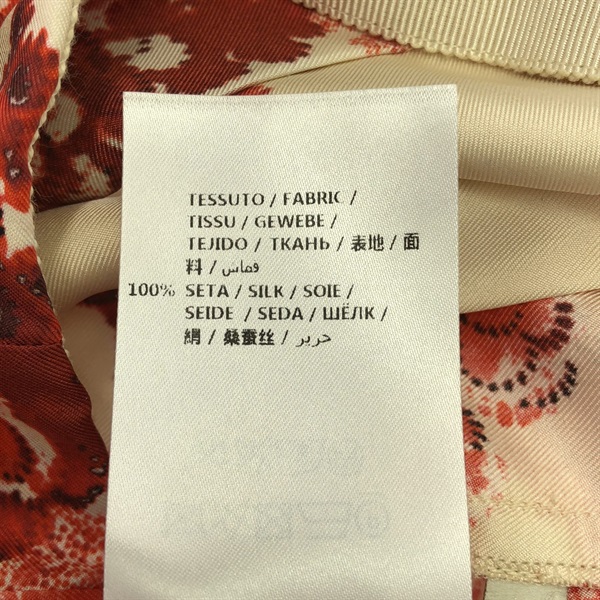 TESSUTO / FABRIC /
TISSU / GEWEBE /
TEJIDO / ТКАНЬ / 表地 / 面
料 / قماش /
100% SETA / SILK / SOIE /
SEIDE / SEDA / ШЁЛК /
絹 / 桑蚕丝 / حرير /